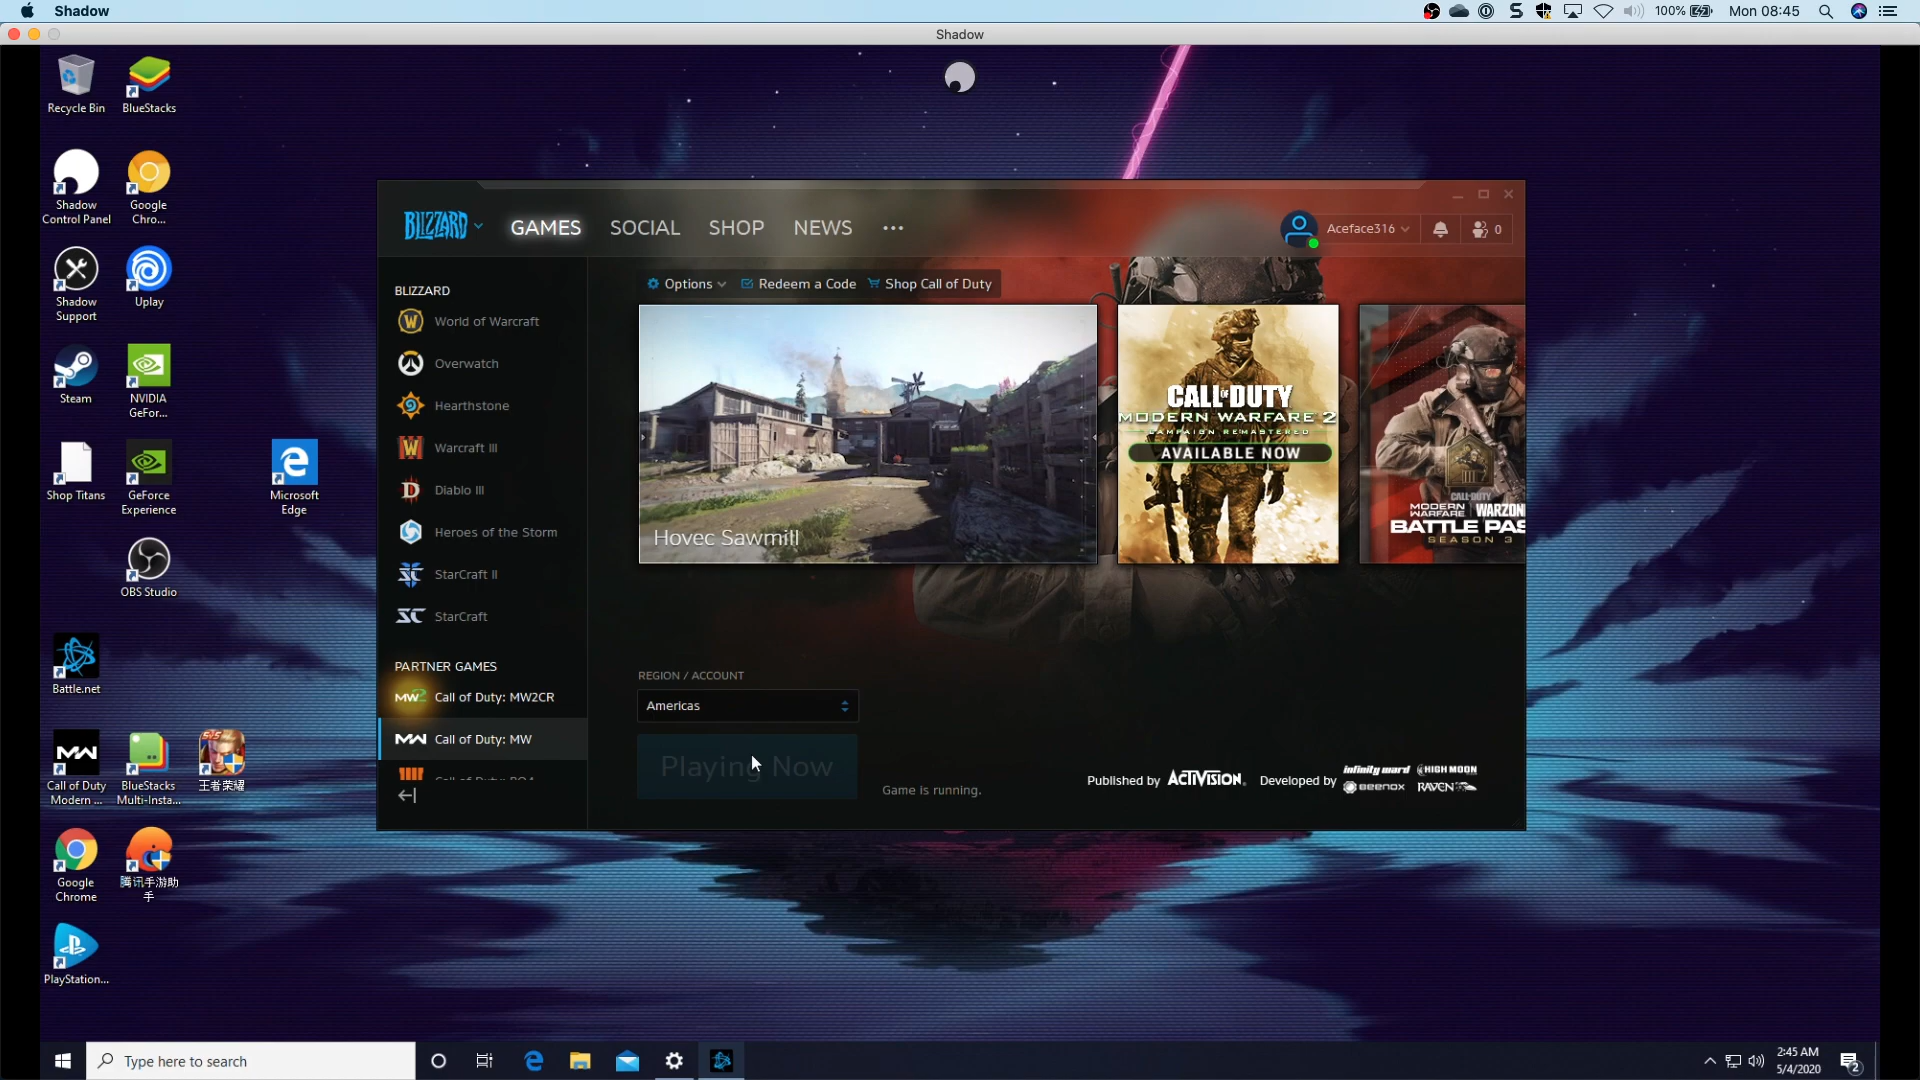 Shadow
100%
Mon 08:45
Shadow
Recycle Bin
BlueStacks
Shadow
Control Panel
Google
Chro...
Shadow
Support
Uplay
Steam
NVIDIA
GeFor...
Shop Titans
GeForce
Experience
Microsoft
Edge
OBS Studio
Battle.net
Call of Duty
Modern ...
BlueStacks
Multi-Insta...
王者荣耀
Google
Chrome
腾讯手游助
手
PlayStation...
BLIZZARD
GAMES
SOCIAL
SHOP
NEWS
Aceface316
0
BLIZZARD
World of Warcraft
Overwatch
Hearthstone
Warcraft III
Diablo III
Heroes of the Storm
StarCraft II
StarCraft
PARTNER GAMES
Call of Duty: MW2CR
Call of Duty: MW
Options
Redeem a Code
Shop Call of Duty
Hovec Sawmill
CALL OF DUTY
MODERN WARFARE 2
CAMPAIGN REMASTERED
AVAILABLE NOW
CALL OF DUTY
MODERN WARFARE
WARZON
BATTLE PAS
SEASON 3
REGION / ACCOUNT
Americas
Playing Now
Game is running.
Published by ACTIVISION.
Developed by infinity ward HIGH MOON
BEENOX RAVEN
Type here to search
2:45 AM
5/4/2020
2